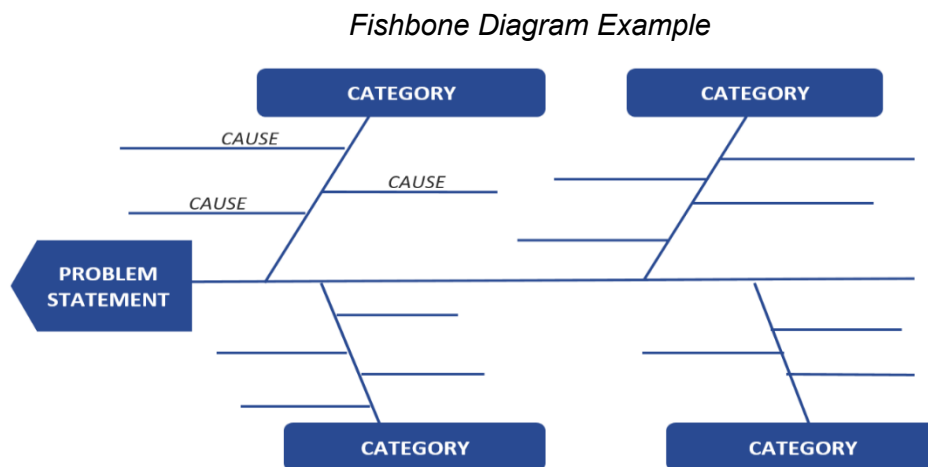 Fishbone Diagram Example
CATEGORY
CATEGORY
CAUSE
CAUSE
CAUSE
PROBLEM
STATEMENT
CATEGORY
CATEGORY